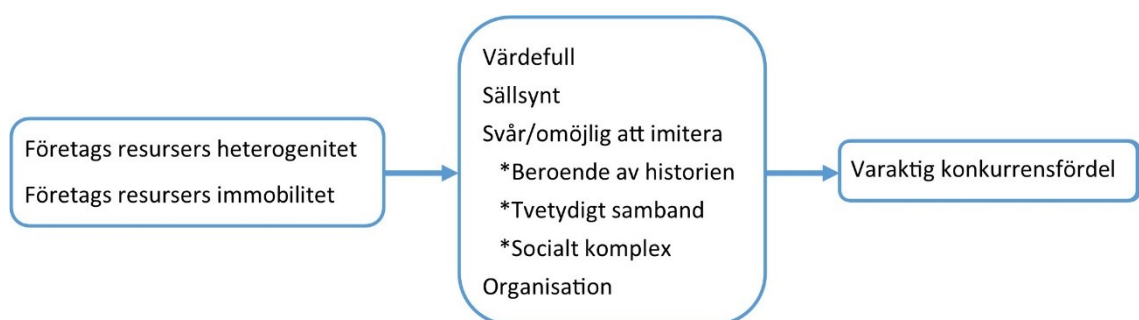 Företags resursers heterogenitet
Företags resursers immobilitet
Värdefull
Sällsynt
Svår/omöjlig att imitera
*Beroende av historien
*Tvetydigt samband
*Socialt komplex
Organisation
Varaktig konkurrensfördel